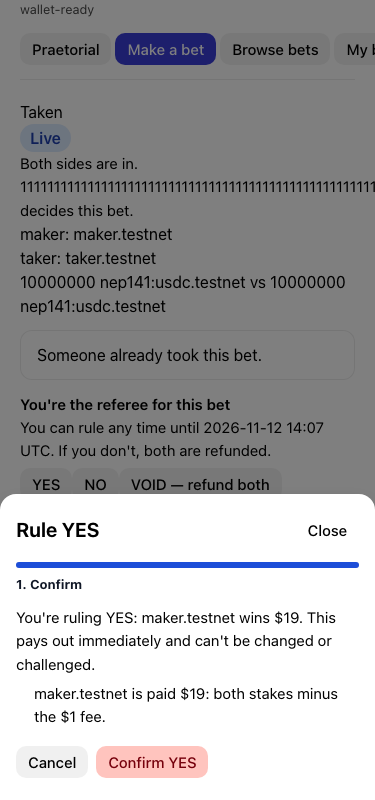 wallet-ready
Praetorial Make a bet Browse bets My b
Taken
Live
Both sides are in.
decides this bet.
maker: maker.testnet
taker: taker.testnet
10000000 nep141:usdc.testnet vs 10000000
nep141:usdc.testnet
Someone already took this bet.
You're the referee for this bet
You can rule any time until 2026-11-12 14:07
UTC. If you don't, both are refunded.
YES NO VOID — refund both
Rule YES Close
1. Confirm
You're ruling YES: maker.testnet wins $19. This
pays out immediately and can't be changed or
challenged.
maker.testnet is paid $19: both stakes minus
the $1 fee.
Cancel Confirm YES